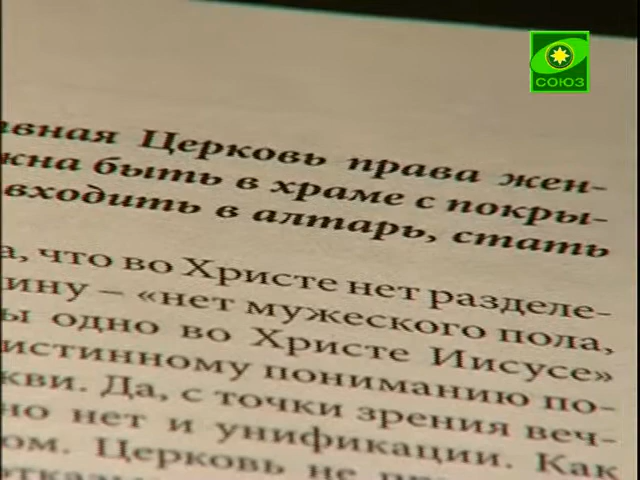 СОЮЗ
авная Церковь права жен-
жна быть в храме с покры-
входить в алтарь, стать
а, что во Христе нет разделе-
ину – «нет мужеского пола,
ы одно во Христе Иисусе»
истинному пониманию по-
кви. Да, с точки зрения веч-
но нет и унификации. Как
ом. Церковь не